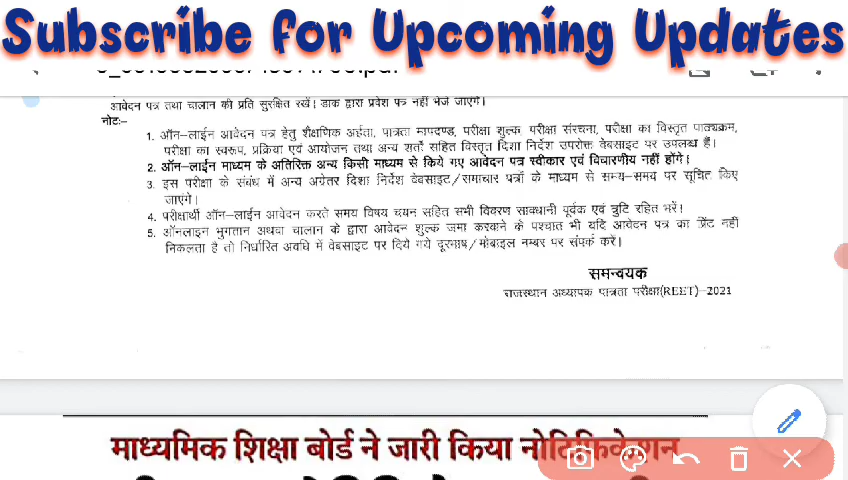 Subscribe for Upcoming Updates
आवेदन पत्र तथा चालान की प्रति सुरक्षित रखें। डाक द्वारा प्रवेश पत्र नहीं भेजे जाएंगे।
नोटः–
1. ऑन–लाईन आवेदन पत्र हेतु शैक्षणिक अर्हता, पात्रता मापदण्ड, परीक्षा शुल्क, परीक्षा संरचना, परीक्षा का विस्तृत पाठ्यक्रम,
परीक्षा का स्वरूप, प्रक्रिया एवं आयोजन तथा अन्य शर्तों सहित विस्तृत दिशा निर्देश उपरोक्त वेबसाइट पर उपलब्ध हैं।
2. ऑन–लाईन माध्यम के अतिरिक्त अन्य किसी माध्यम से किये गए आवेदन पत्र स्वीकार एवं विचारणीय नहीं होंगे।
3. इस परीक्षा के संबंध में अन्य अग्रेतर दिशा निर्देश वेबसाइट/समाचार पत्रों के माध्यम से समय–समय पर सूचित किए
जाएंगे।
4. परीक्षार्थी ऑन–लाईन आवेदन करते समय विषय चयन सहित सभी विवरण सावधानी पूर्वक एवं त्रुटि रहित भरें।
5. ऑनलाइन भुगतान अथवा चालान के द्वारा आवेदन शुल्क जमा करवाने के पश्चात भी यदि आवेदन पत्र का प्रिंट नहीं
निकलता है तो निर्धारित अवधि में वेबसाइट पर दिये गये दूरभाष/मोबाइल नम्बर पर संपर्क करें।
समन्वयक
राजस्थान अध्यापक पात्रता परीक्षा(REET)–2021
माध्यमिक शिक्षा बोर्ड ने जारी किया नोटिफिकेशन